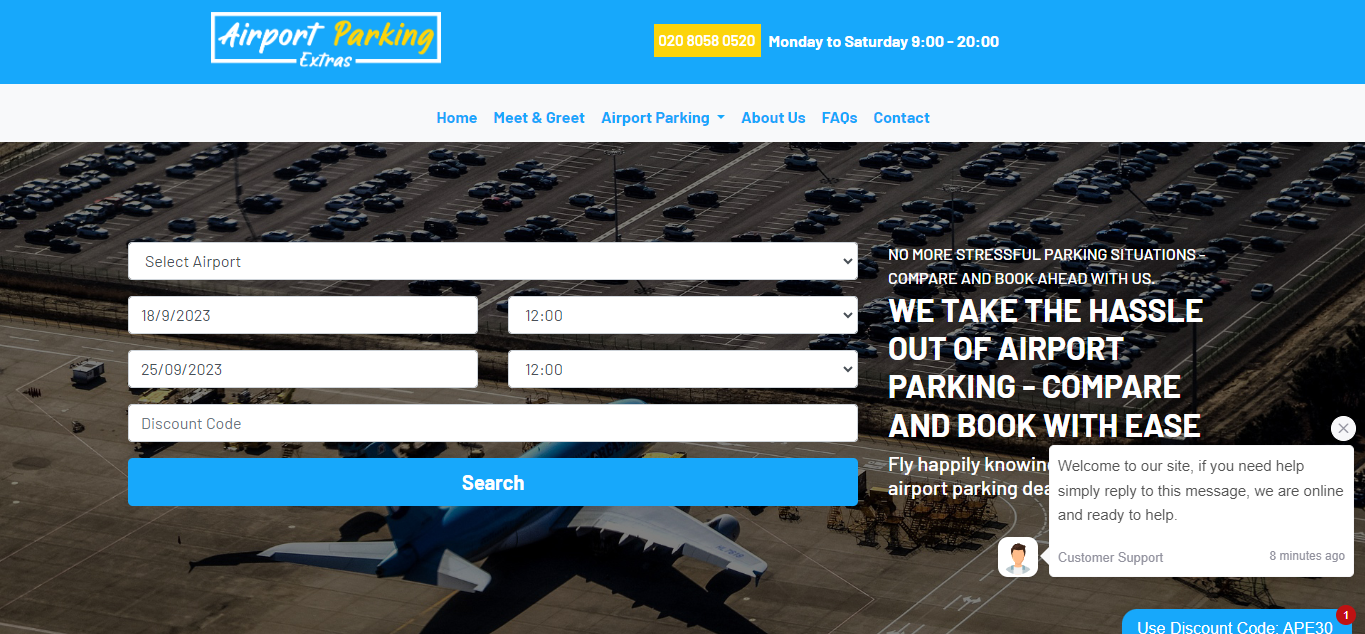 Airport Parking
Extras
020 8058 0520 Monday to Saturday 9:00 - 20:00
Home Meet & Greet Airport Parking About Us FAQs Contact
Select Airport
18/9/2023 12:00
25/09/2023 12:00
Discount Code
Search
NO MORE STRESSFUL PARKING SITUATIONS -
COMPARE AND BOOK AHEAD WITH US.
WE TAKE THE HASSLE
OUT OF AIRPORT
PARKING - COMPARE
AND BOOK WITH EASE
Fly happily knowing
airport parking
Welcome to our site, if you need help
simply reply to this message, we are online
and ready to help.
Customer Support 8 minutes ago
1
Use Discount Code: APE30